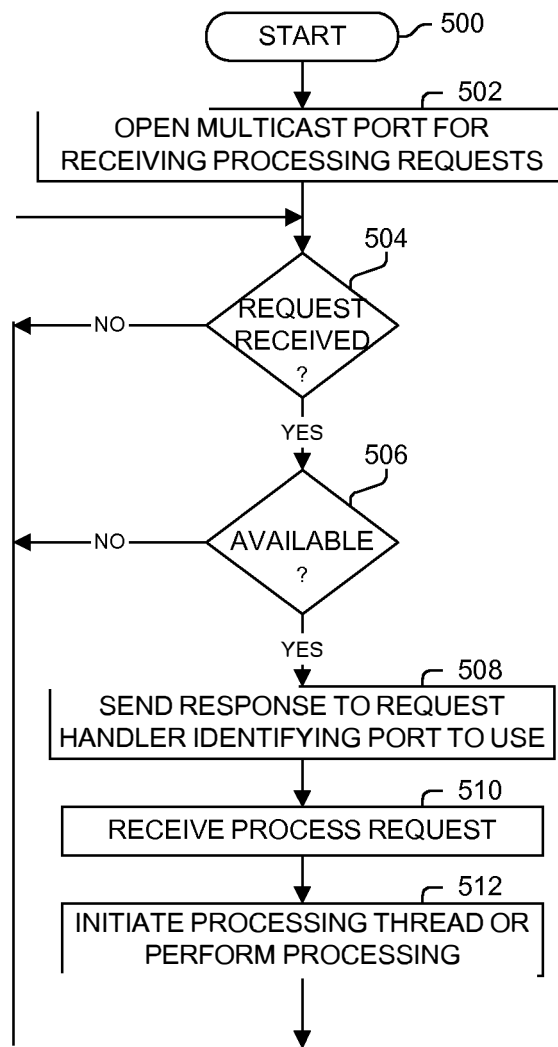 START
500
502
OPEN MULTICAST PORT FOR
RECEIVING PROCESSING REQUESTS
504
REQUEST
RECEIVED
?
NO
YES
506
AVAILABLE
?
NO
YES
508
SEND RESPONSE TO REQUEST
HANDLER IDENTIFYING PORT TO USE
510
RECEIVE PROCESS REQUEST
512
INITIATE PROCESSING THREAD OR
PERFORM PROCESSING